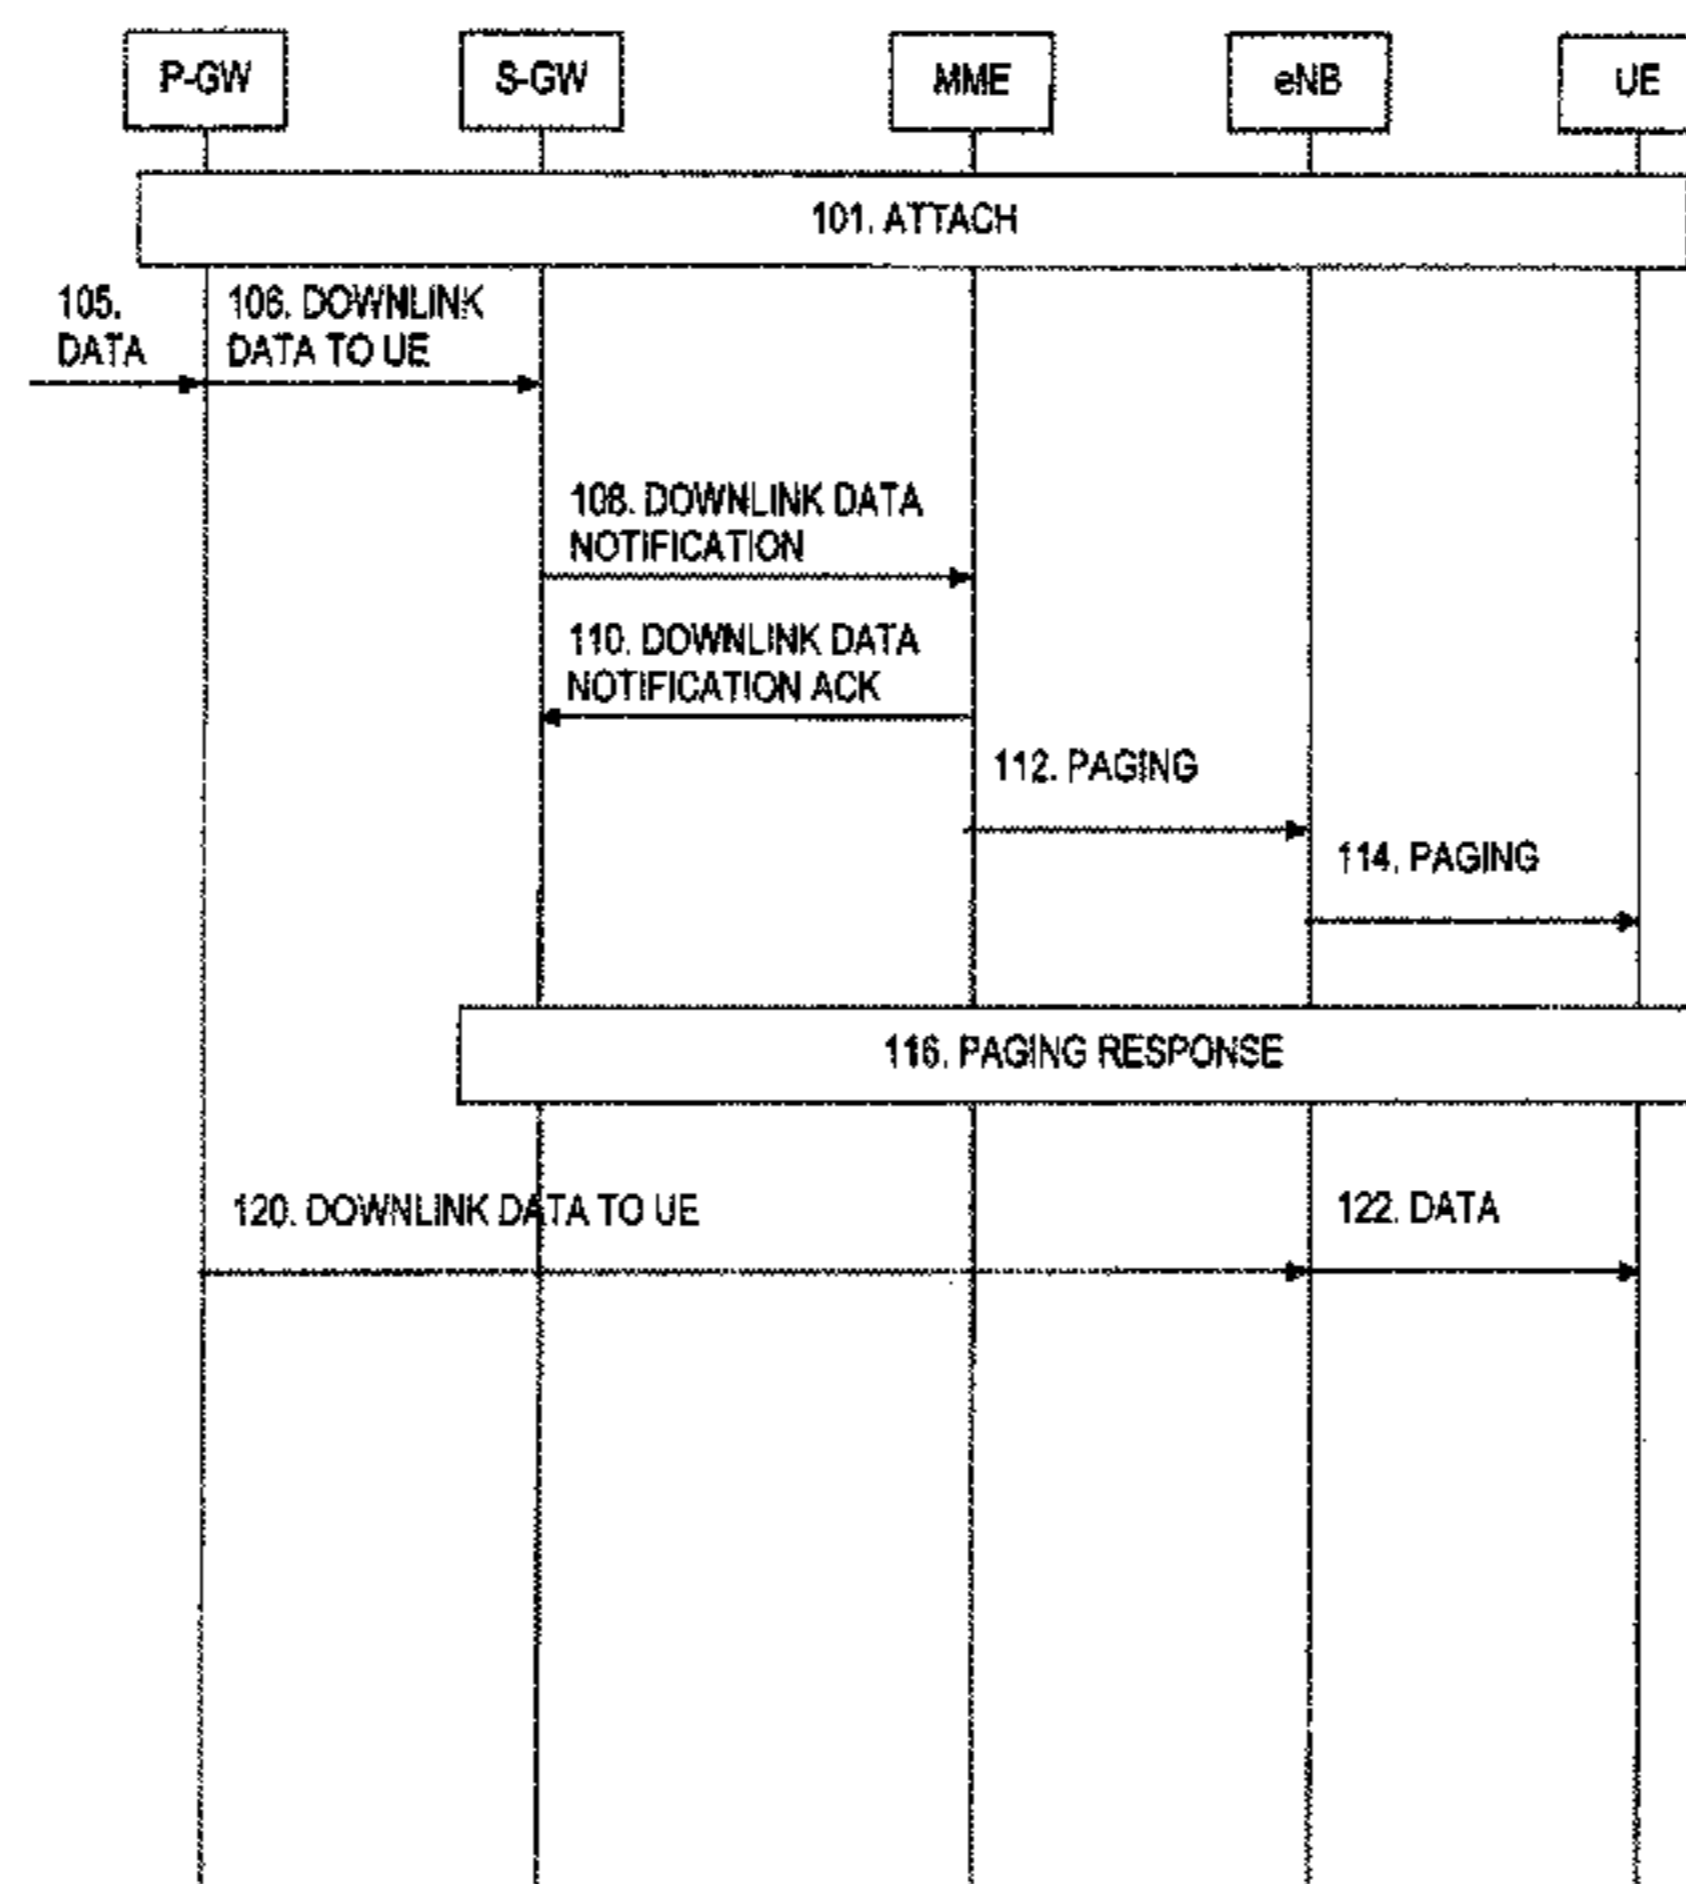 P-GW
S-GW
MME
eNB
UE
101. ATTACH
105.
DATA
106. DOWNLINK
DATA TO UE
108. DOWNLINK DATA
NOTIFICATION
110. DOWNLINK DATA
NOTIFICATION ACK
112. PAGING
114. PAGING
116. PAGING RESPONSE
120. DOWNLINK DATA TO UE
122. DATA